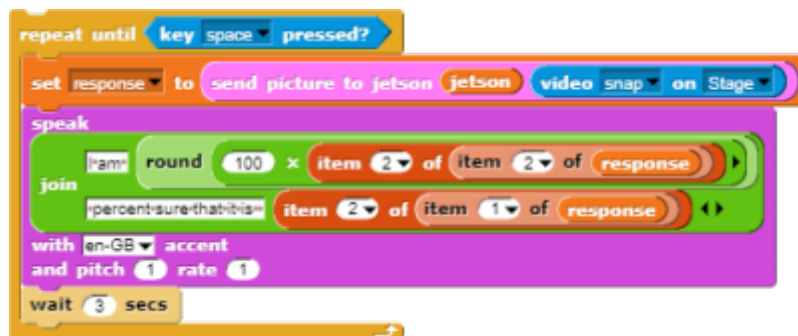 repeat until key space pressed?
set response to send picture to jetson jetson video snap on Stage
speak
I·am· round 100 × item 2 of item 2 of response
join
·percent·sure·that·it·is·· item 2 of item 1 of response
with en-GB accent
and pitch 1 rate 1
wait 3 secs